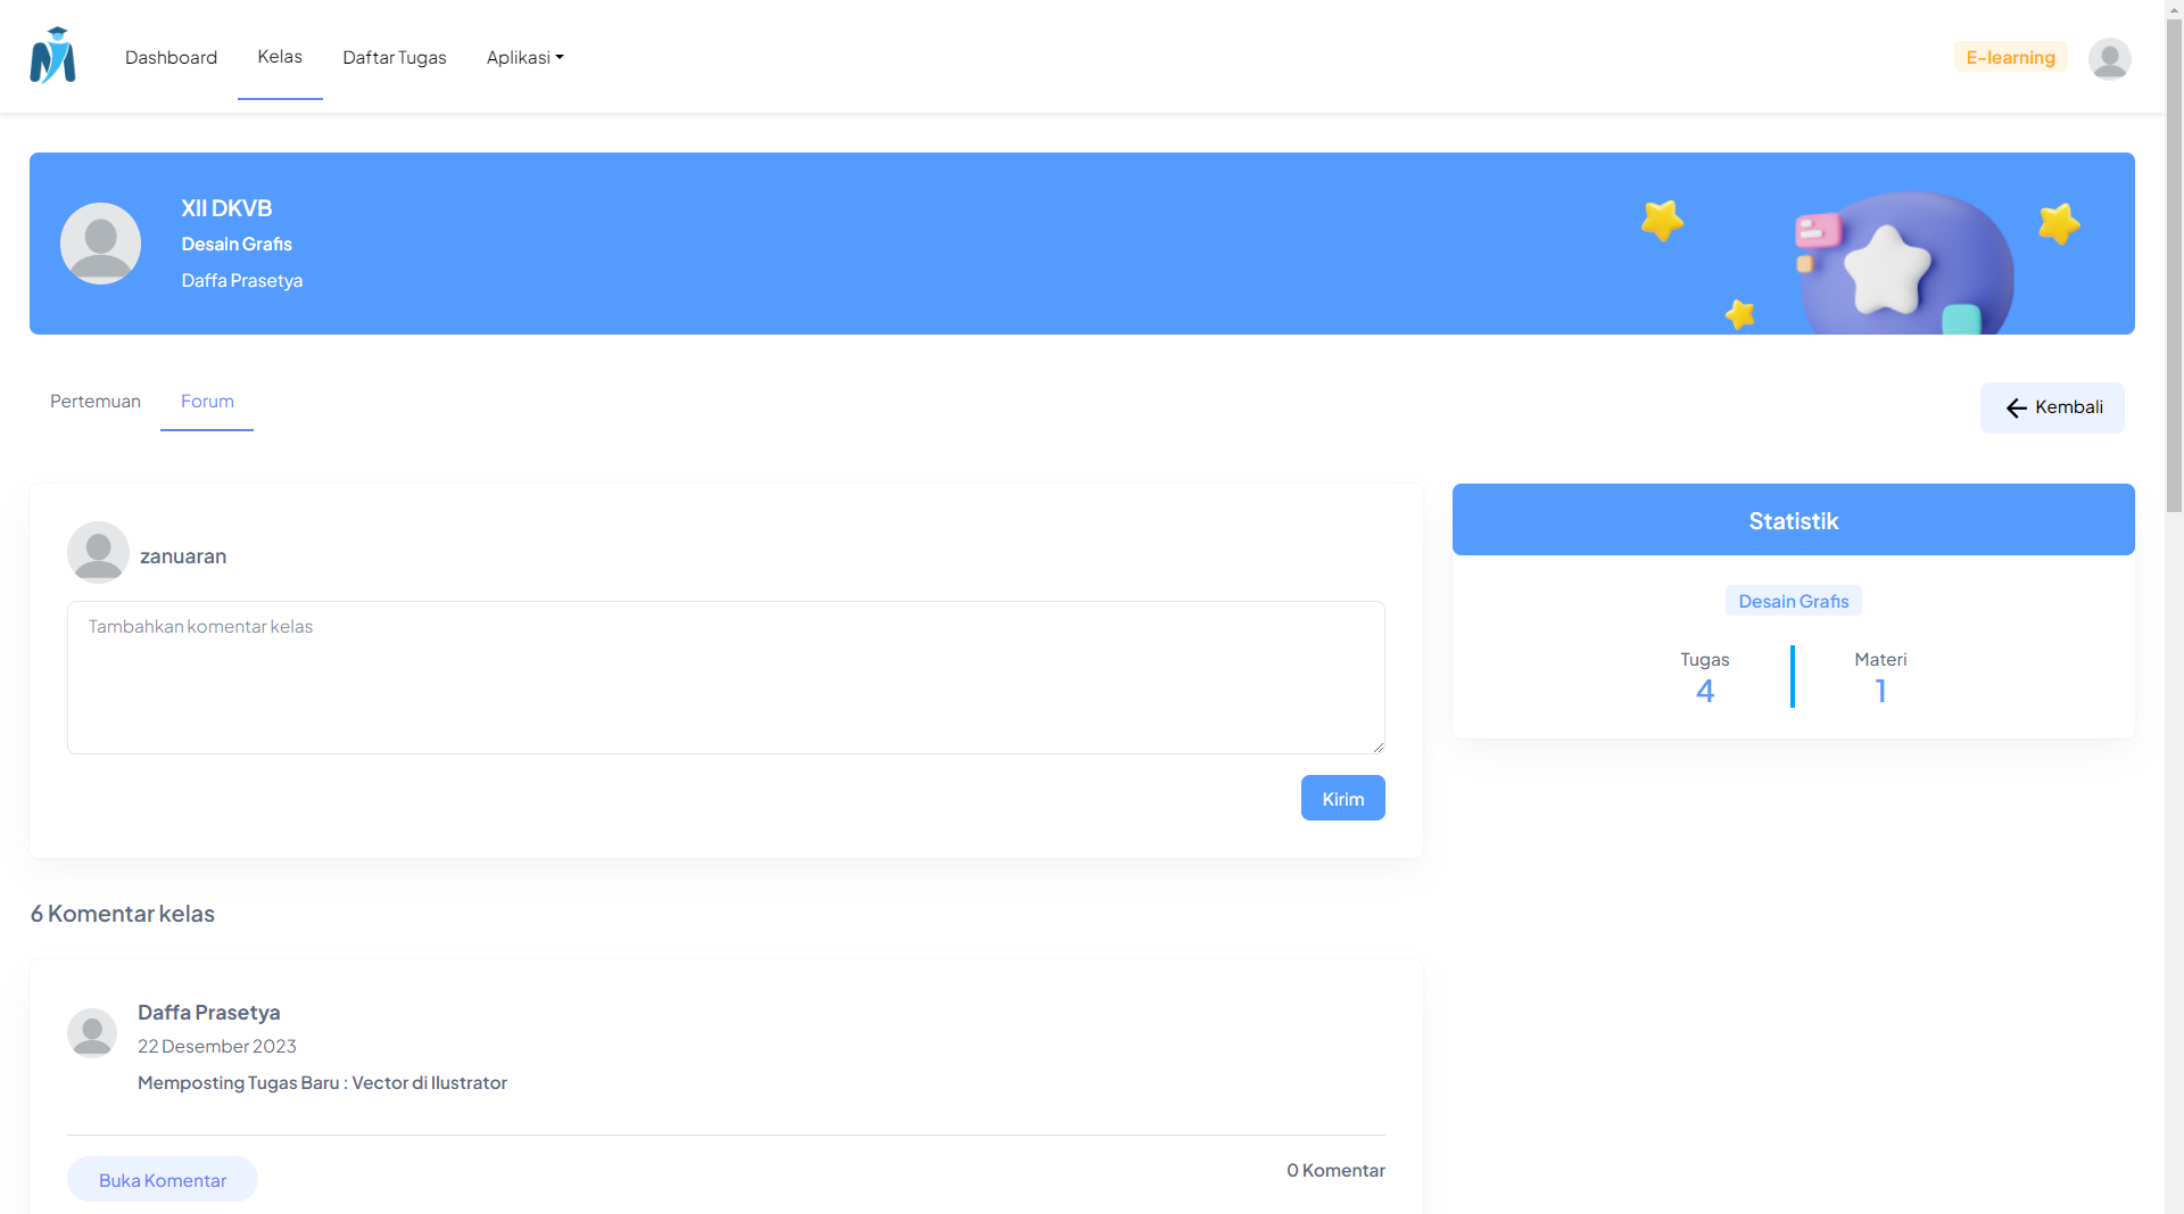 Dashboard
Kelas
Daftar Tugas
Aplikasi
E-learning
XII DKVB
Desain Grafis
Daffa Prasetya
Pertemuan
Forum
Kembali
zanuaran
Tambahkan komentar kelas
Kirim
Statistik
Desain Grafis
Tugas
4
Materi
1
6 Komentar kelas
Daffa Prasetya
22 Desember 2023
Memposting Tugas Baru : Vector di Ilustrator
Buka Komentar
0 Komentar